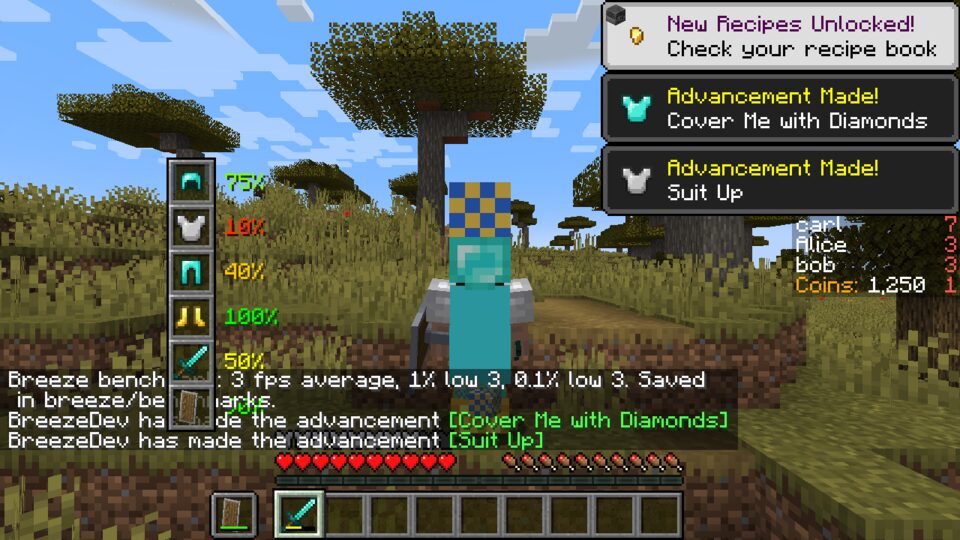 New Recipes Unlocked!
Check your recipe book
Advancement Made!
Cover Me with Diamonds
Advancement Made!
Suit Up
carl 7
Alice 3
bob 3
Coins: 1,250 1
75%
10%
40%
100%
50%
Breeze bench : 3 fps average, 1% low 3, 0.1% low 3. Saved
in breeze/be marks.
BreezeDev ha de the advancement [Cover Me with Diamonds]
BreezeDev has made the advancement [Suit Up]